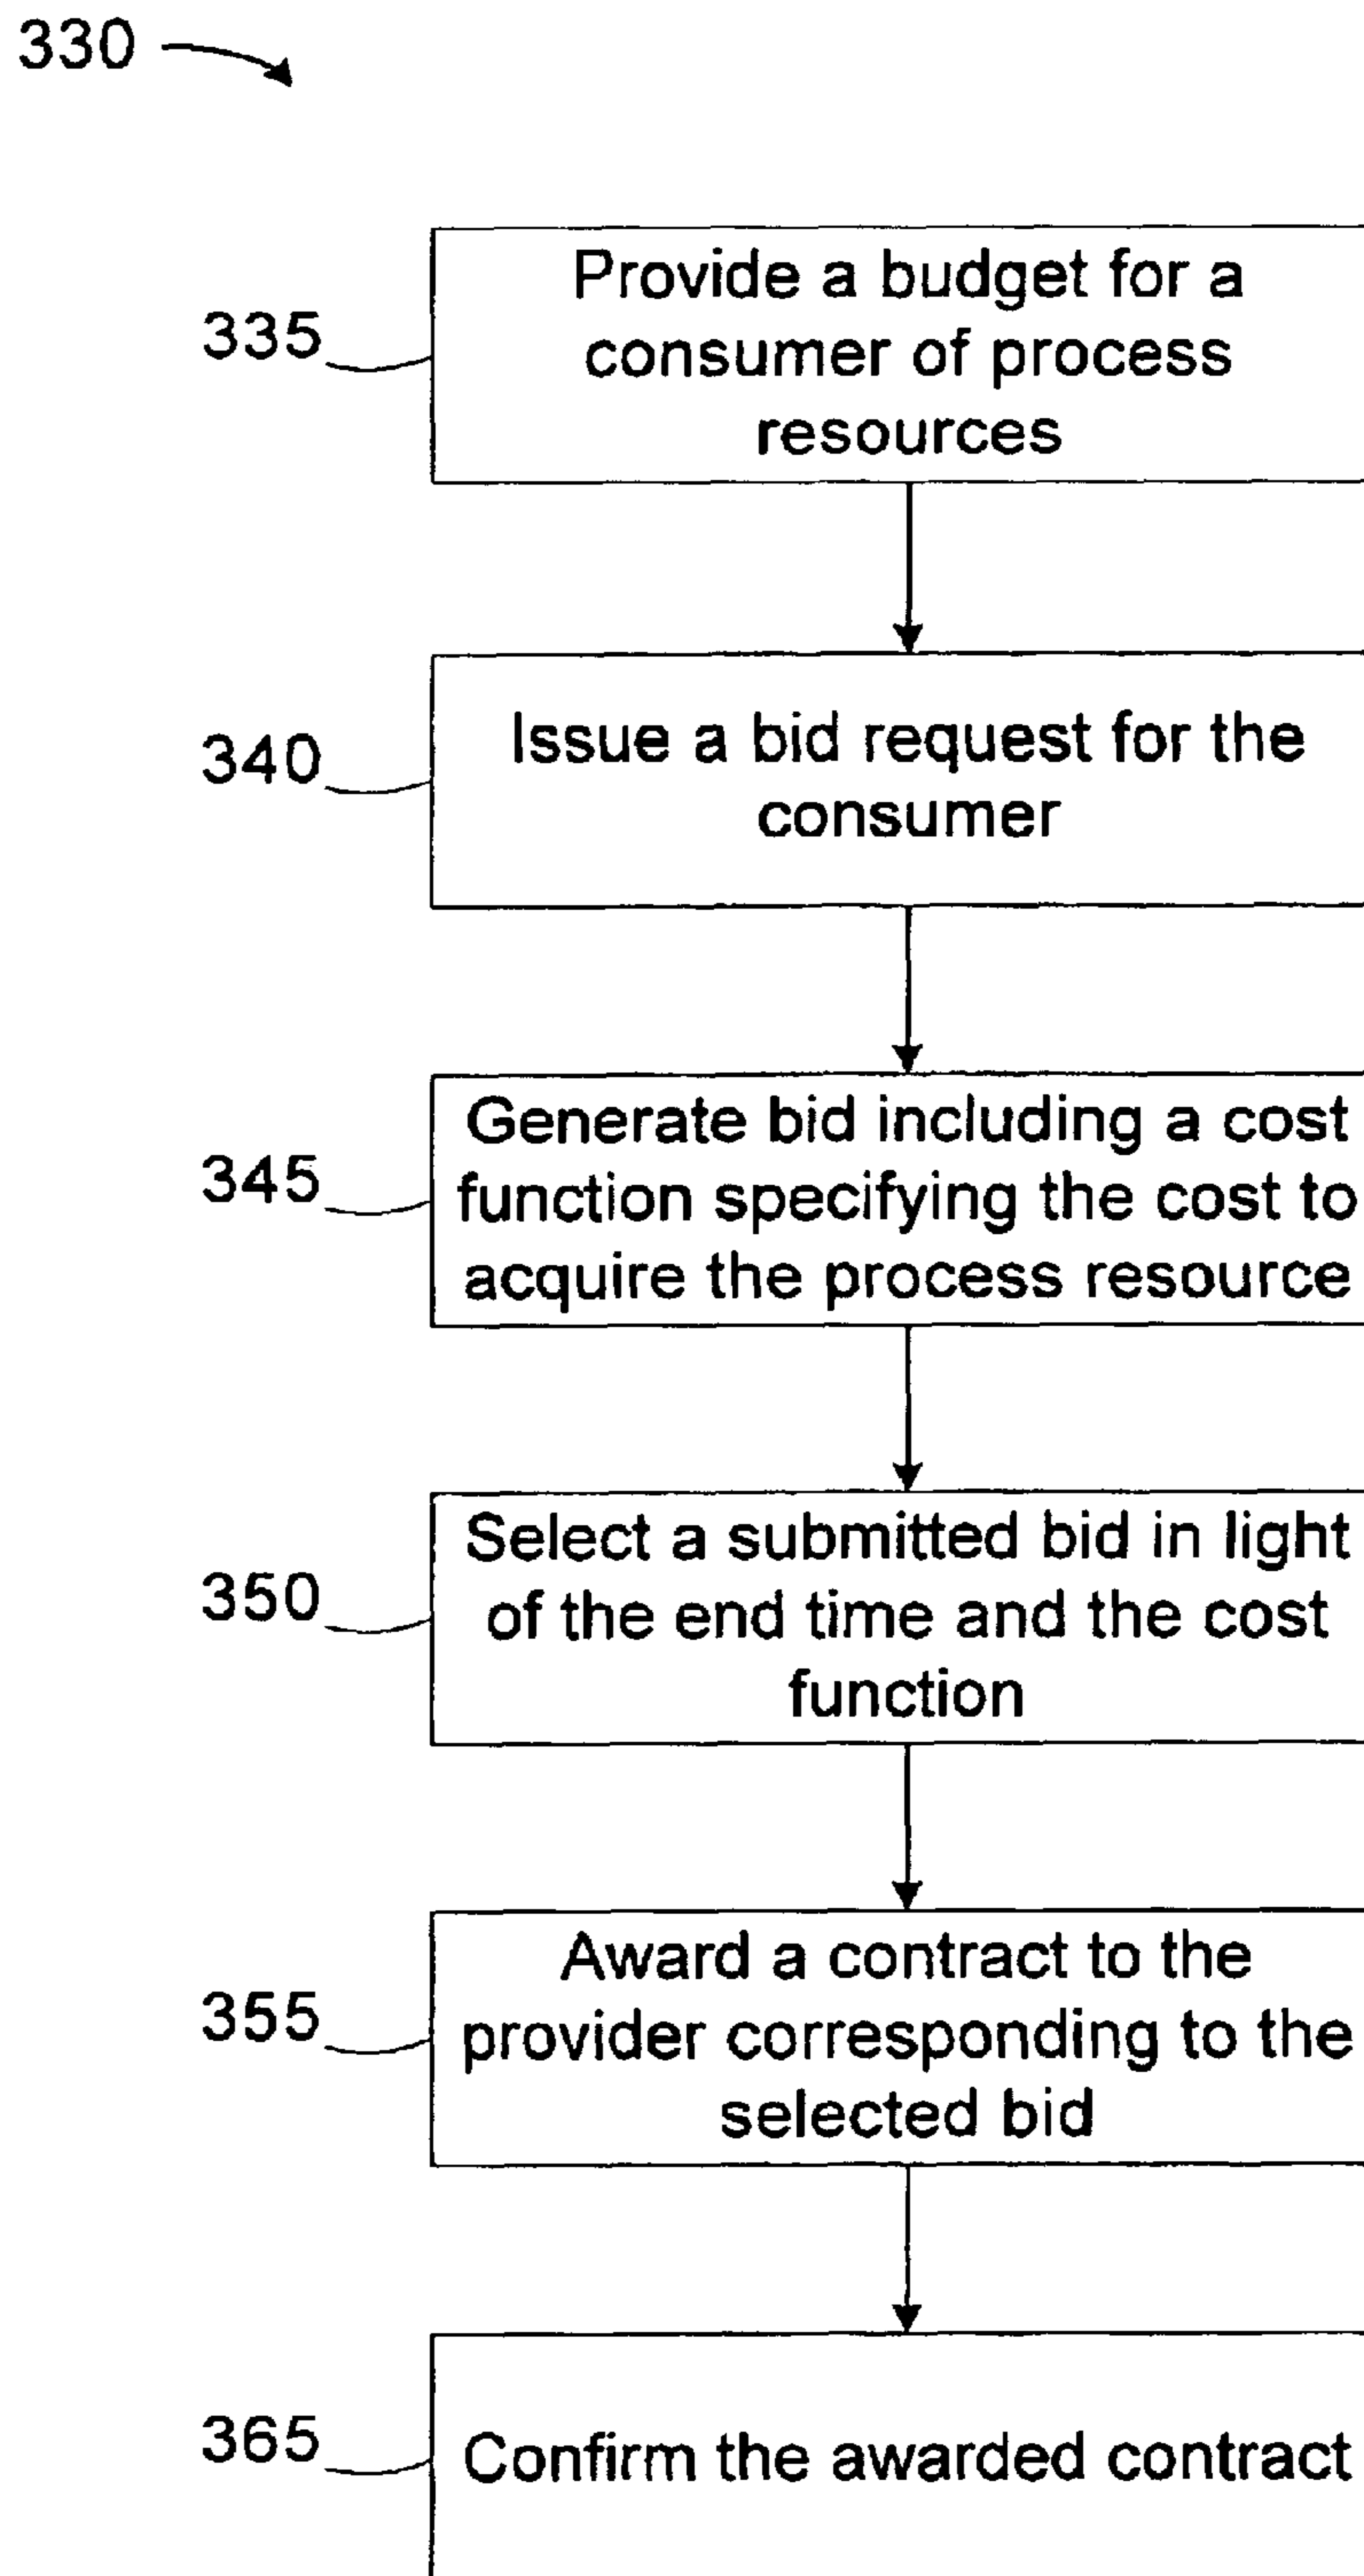 330
335
Provide a budget for a
consumer of process
resources
340
Issue a bid request for the
consumer
345
Generate bid including a cost
function specifying the cost to
acquire the process resource
350
Select a submitted bid in light
of the end time and the cost
function
355
Award a contract to the
provider corresponding to the
selected bid
365
Confirm the awarded contract